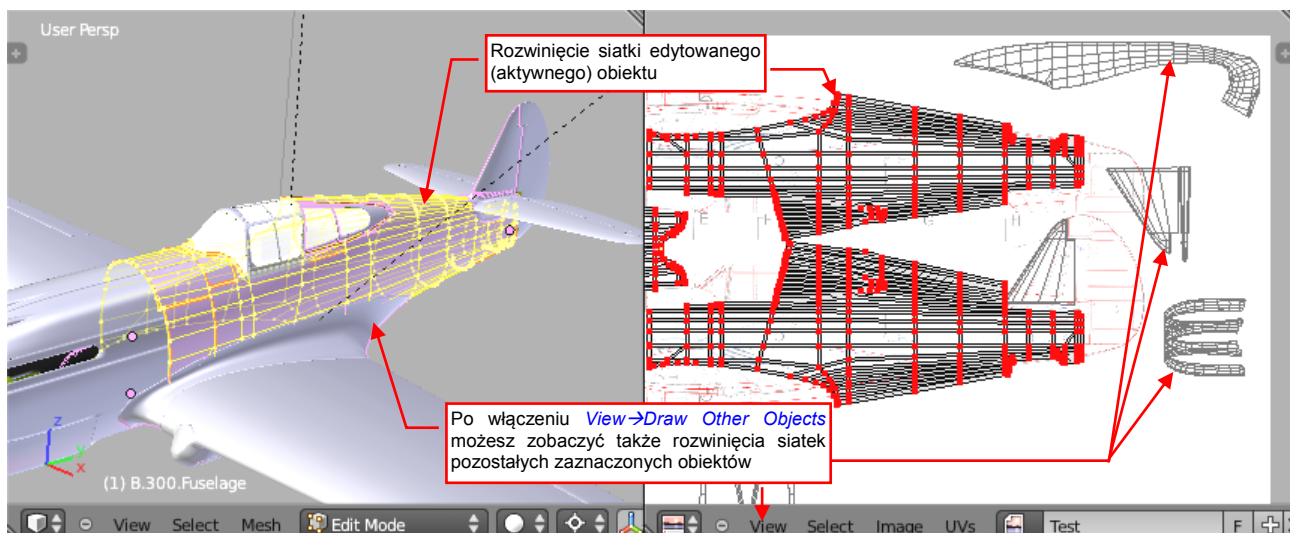 User Persp
Rozwinięcie siatki edytowanego
(aktywnego) obiektu
Po włączeniu View→Draw Other Objects
możesz zobaczyć także rozwinięcia siatek
pozostałych zaznaczonych obiektów
z
y
x
(1) B.300.Fuselage
View Select Mesh Edit Mode
View Select Image UVs Test F